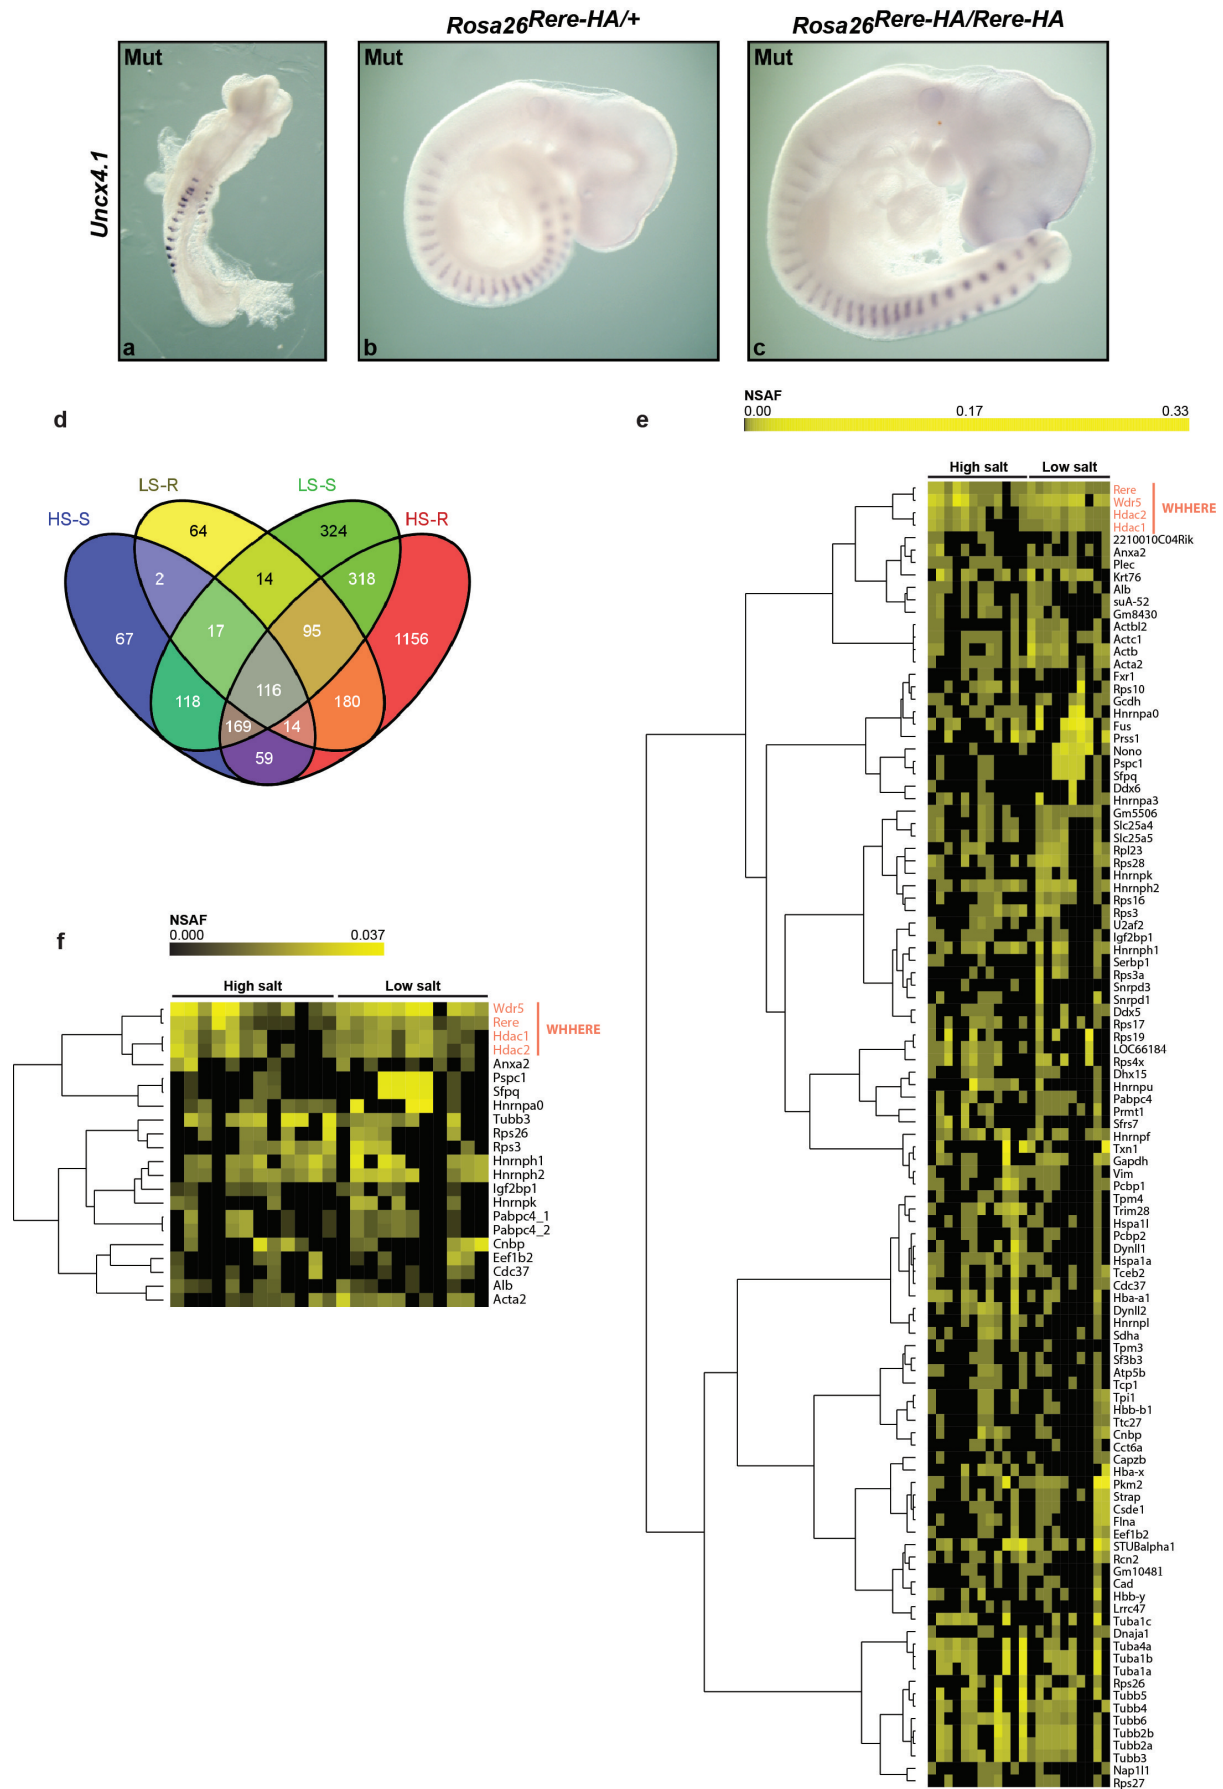 Rosa26Rere-HA/+
Rosa26Rere-HA/Rere-HA
Uncx4.1
Mut
a
Mut
b
Mut
c
d
LS-R
LS-S
HS-S
HS-R
64
324
2
14
318
67
17
95
1156
118
116
180
169
14
59
e
NSAF
0.00 0.17 0.33
High salt Low salt
Rere
Wdr5
Hdac2
Hdac1
WHHERE
2210010C04Rik
Anxa2
Plec
Krt76
Alb
suA-52
Gm8430
Actbl2
Actc1
Actb
Acta2
Fxr1
Rps10
Gcdh
Hnrnpa0
Fus
Prss1
Nono
Pspc1
Sfpq
Ddx6
Hnrnpa3
Gm5506
Slc25a4
Slc25a5
Rpl23
Rps28
Hnrnpk
Hnrnph2
Rps16
Rps3
U2af2
Igf2bp1
Hnrnph1
Serbp1
Rps3a
Snrpd3
Snrpd1
Ddx5
Rps17
Rps19
LOC66184
Rps4x
Dhx15
Hnrnpu
Pabpc4
Prmt1
Sfrs7
Hnrnpf
Txn1
Gapdh
Vim
Pcbp1
Tpm4
Trim28
Hspa1l
Pcbp2
Dynll1
Hspa1a
Tceb2
Cdc37
Hba-a1
Dynll2
Hnrnpl
Sdha
Tpm3
Sf3b3
Atp5b
Tcp1
Tpi1
Hbb-b1
Ttc27
Cnbp
Cct6a
Capzb
Hba-x
Pkm2
Strap
Csde1
Flna
Eef1b2
STUBalpha1
Rcn2
Gm10481
Cad
Hbb-y
Lrrc47
Tuba1c
Dnaja1
Tuba4a
Tuba1b
Tuba1a
Rps26
Tubb5
Tubb4
Tubb6
Tubb2b
Tubb2a
Tubb3
Nap1l1
Rps27
f
NSAF
0.000 0.037
High salt Low salt
Wdr5
Rere
Hdac1
Hdac2
WHHERE
Anxa2
Pspc1
Sfpq
Hnrnpa0
Tubb3
Rps26
Rps3
Hnrnph1
Hnrnph2
Igf2bp1
Hnrnpk
Pabpc4_1
Pabpc4_2
Cnbp
Eef1b2
Cdc37
Alb
Acta2